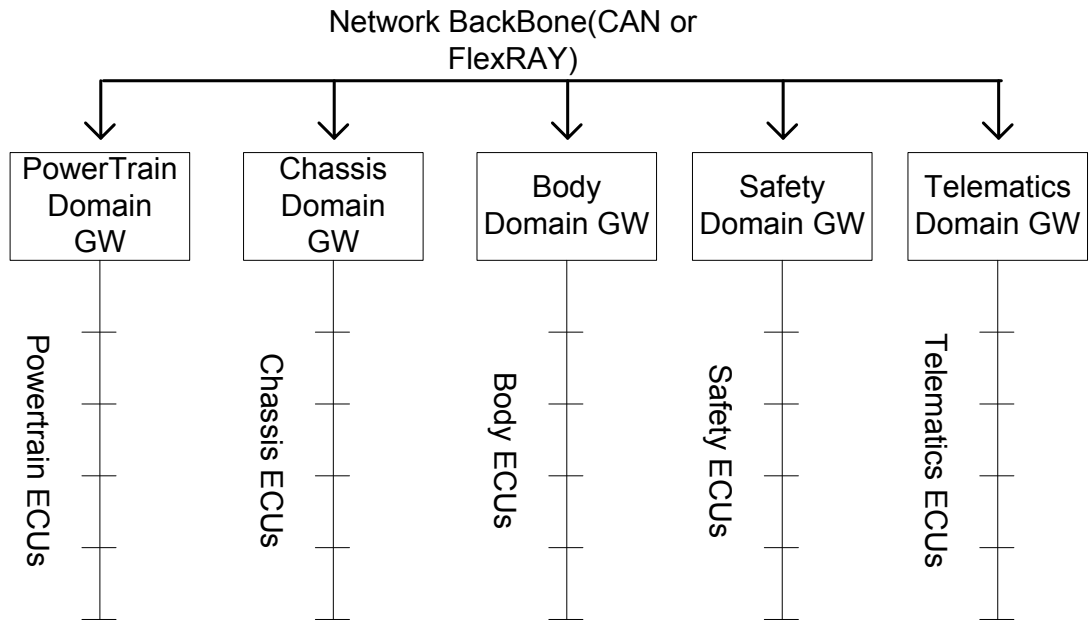 Network BackBone(CAN or
FlexRAY)
PowerTrain
Domain
GW
Chassis
Domain
GW
Body
Domain GW
Safety
Domain GW
Telematics
Domain GW
Powertrain ECUs
Chassis ECUs
Body ECUs
Safety ECUs
Telematics ECUs